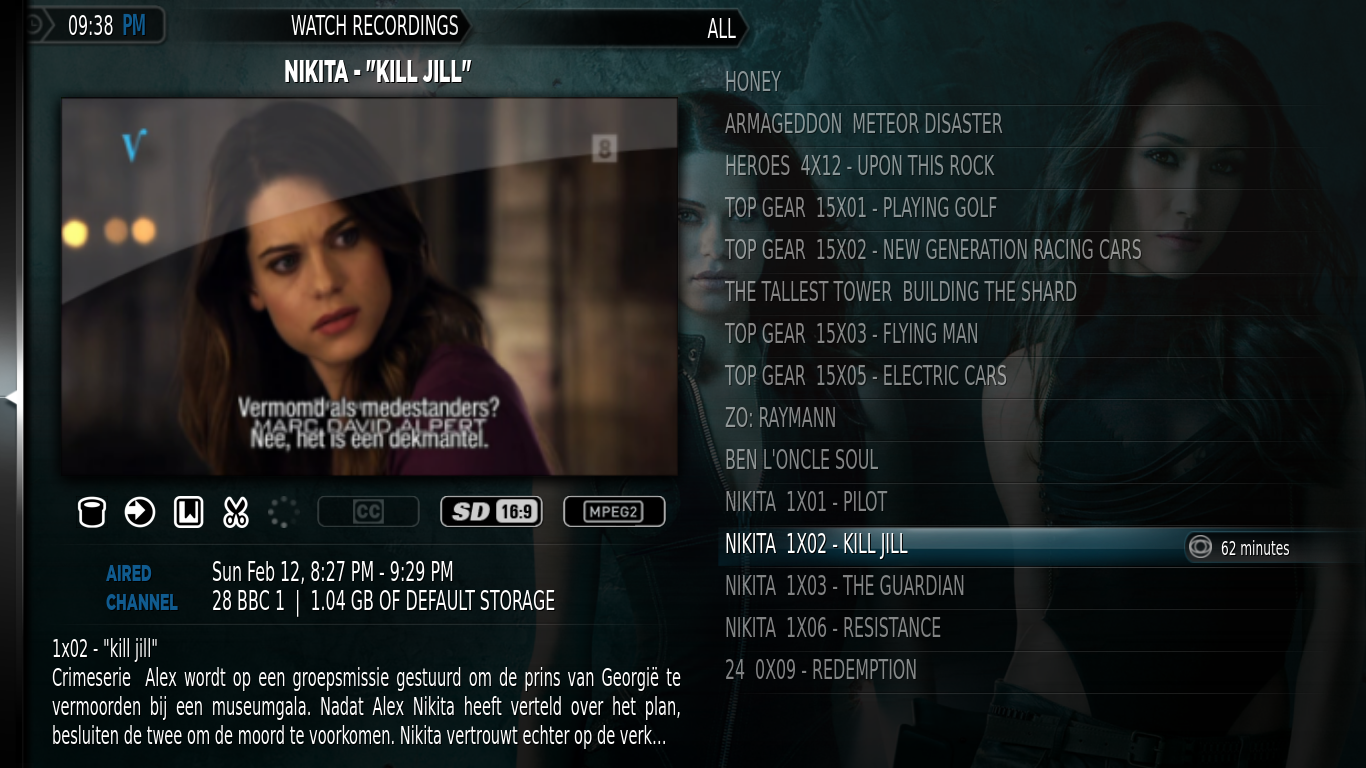 09:38 PM
WATCH RECORDINGS
ALL
NIKITA - "KILL JILL"
V
8
Vermomd als medestanders?
MARC DAVID ALPERT
Nee, het is een dekmantel.
CC
SD 16:9
MPEG2
AIRED Sun Feb 12, 8:27 PM - 9:29 PM
CHANNEL 28 BBC 1 | 1.04 GB OF DEFAULT STORAGE
1x02 - "kill jill"
Crimeserie Alex wordt op een groepsmissie gestuurd om de prins van Georgië te
vermoorden bij een museumgala. Nadat Alex Nikita heeft verteld over het plan,
besluiten de twee om de moord te voorkomen. Nikita vertrouwt echter op de verk...
HONEY
ARMAGEDDON METEOR DISASTER
HEROES 4X12 - UPON THIS ROCK
TOP GEAR 15X01 - PLAYING GOLF
TOP GEAR 15X02 - NEW GENERATION RACING CARS
THE TALLEST TOWER BUILDING THE SHARD
TOP GEAR 15X03 - FLYING MAN
TOP GEAR 15X05 - ELECTRIC CARS
ZO: RAYMANN
BEN L'ONCLE SOUL
NIKITA 1X01 - PILOT
NIKITA 1X02 - KILL JILL 62 minutes
NIKITA 1X03 - THE GUARDIAN
NIKITA 1X06 - RESISTANCE
24 0X09 - REDEMPTION